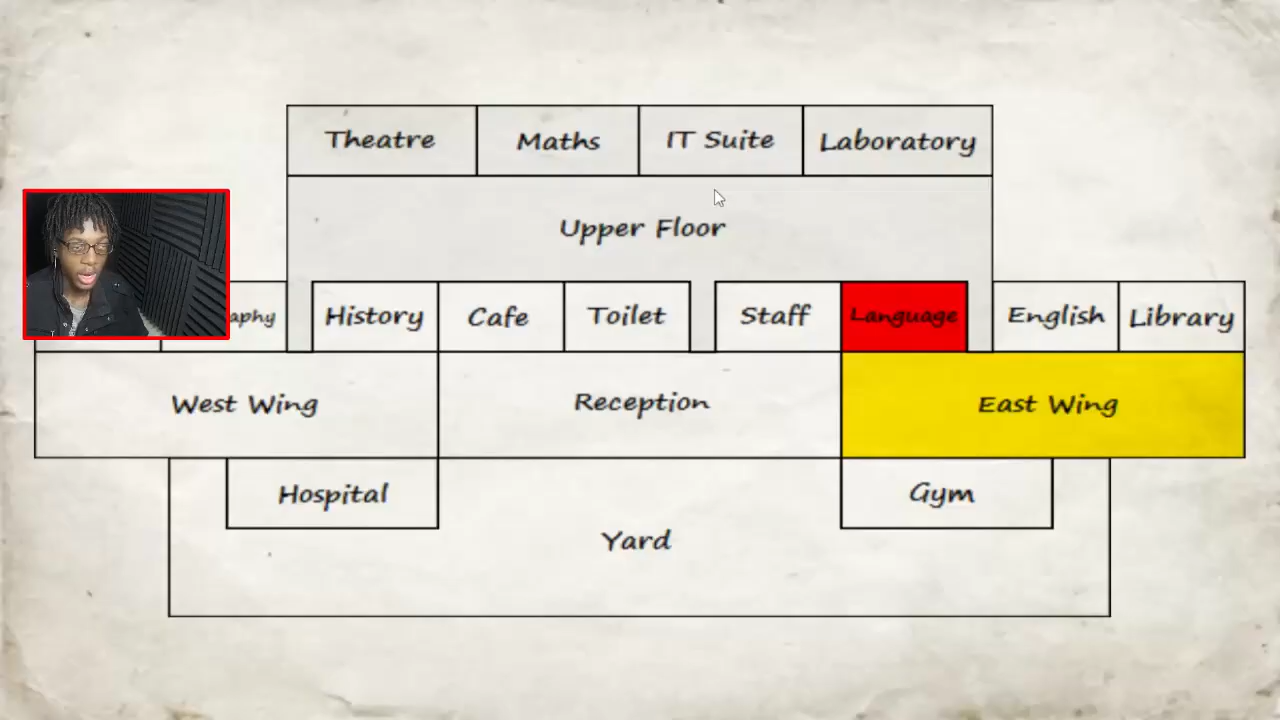 Theatre Maths IT Suite Laboratory
Upper Floor
History Cafe Toilet Staff Language English Library
West Wing Reception East Wing
Hospital Gym
Yard